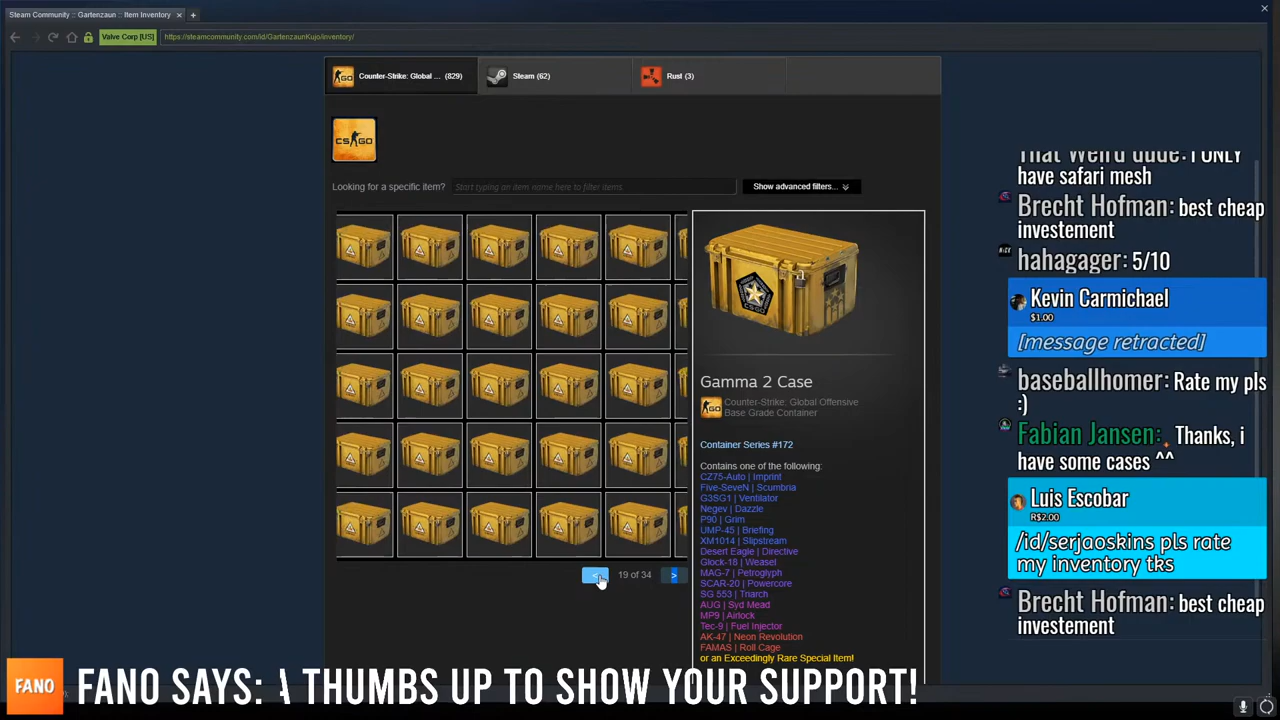 Steam Community :: Gartenzaun :: Item Inventory
Valve Corp [US]
https://steamcommunity.com/id/GartenzaunKujo/inventory/
Counter-Strike: Global ... (829)
Steam (62)
Rust (3)
CS GO
Looking for a specific item?
Start typing an item name here to filter items
Show advanced filters...
< 19 of 34 >
Gamma 2 Case
Counter-Strike: Global Offensive
Base Grade Container
Container Series #172
Contains one of the following:
CZ75-Auto | Imprint
Five-SeveN | Scumbria
G3SG1 | Ventilator
Negev | Dazzle
P90 | Grim
UMP-45 | Briefing
XM1014 | Slipstream
Desert Eagle | Directive
Glock-18 | Weasel
MAG-7 | Petroglyph
SCAR-20 | Powercore
SG 553 | Triarch
AUG | Syd Mead
MP9 | Airlock
Tec-9 | Fuel Injector
AK-47 | Neon Revolution
FAMAS | Roll Cage
or an Exceedingly Rare Special Item!
That Weird dude: I ONLY
have safari mesh
Brecht Hofman: best cheap
investement
hahagager: 5/10
Kevin Carmichael
$1.00
[message retracted]
baseballhomer: Rate my pls
:)
Fabian Jansen: Thanks, i
have some cases ^^
Luis Escobar
R$2.00
/id/serjaoskins pls rate
my inventory tks
Brecht Hofman: best cheap
investement
FANO
FANO SAYS: A THUMBS UP TO SHOW YOUR SUPPORT!